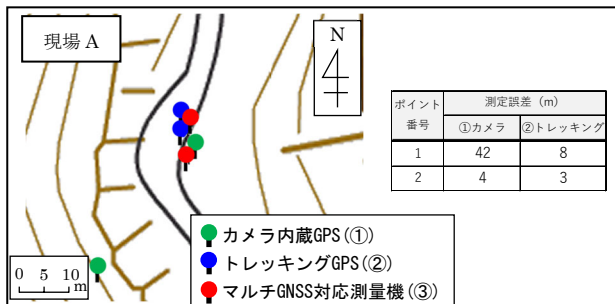 現場 A
N
ポイント番号 測定誤差（m）
①カメラ ②トレッキング
1 42 8
2 4 3
カメラ内蔵GPS(①)
トレッキングGPS(②)
マルチGNSS対応測量機(③)
0 5 10
m